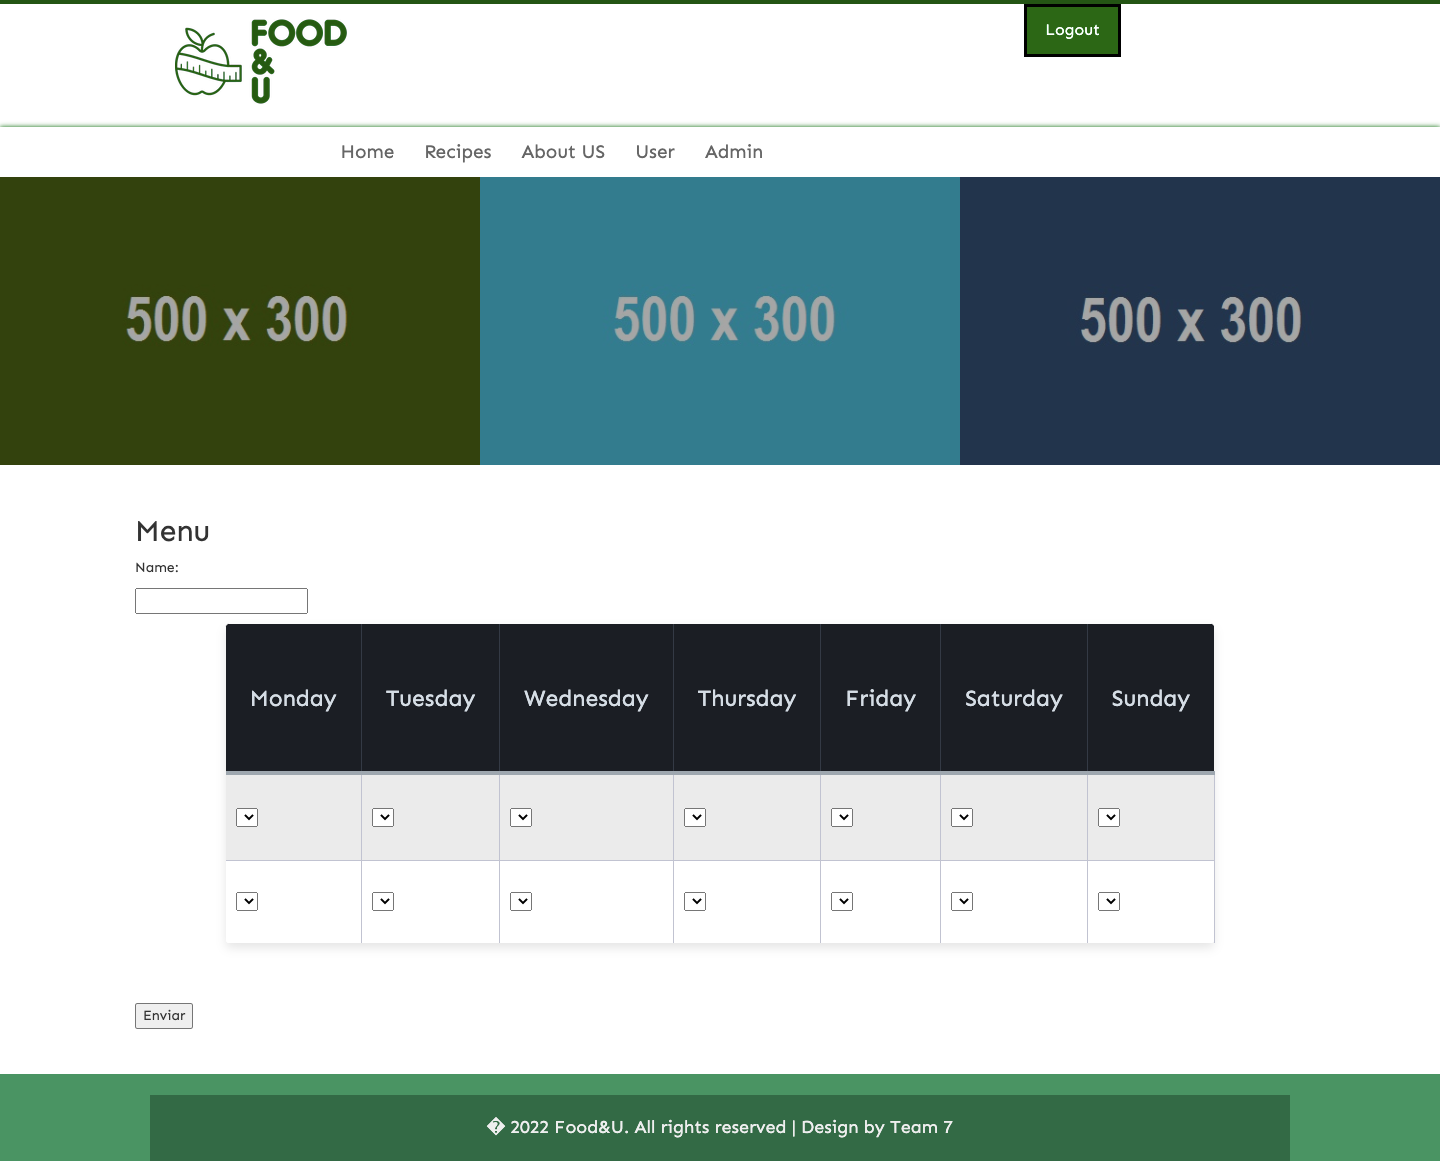 FOOD
&
U
Logout
Home Recipes About US User Admin
500 x 300 500 x 300 500 x 300
Menu
Name:
Monday Tuesday Wednesday Thursday Friday Saturday Sunday
Enviar
� 2022 Food&U. All rights reserved | Design by Team 7